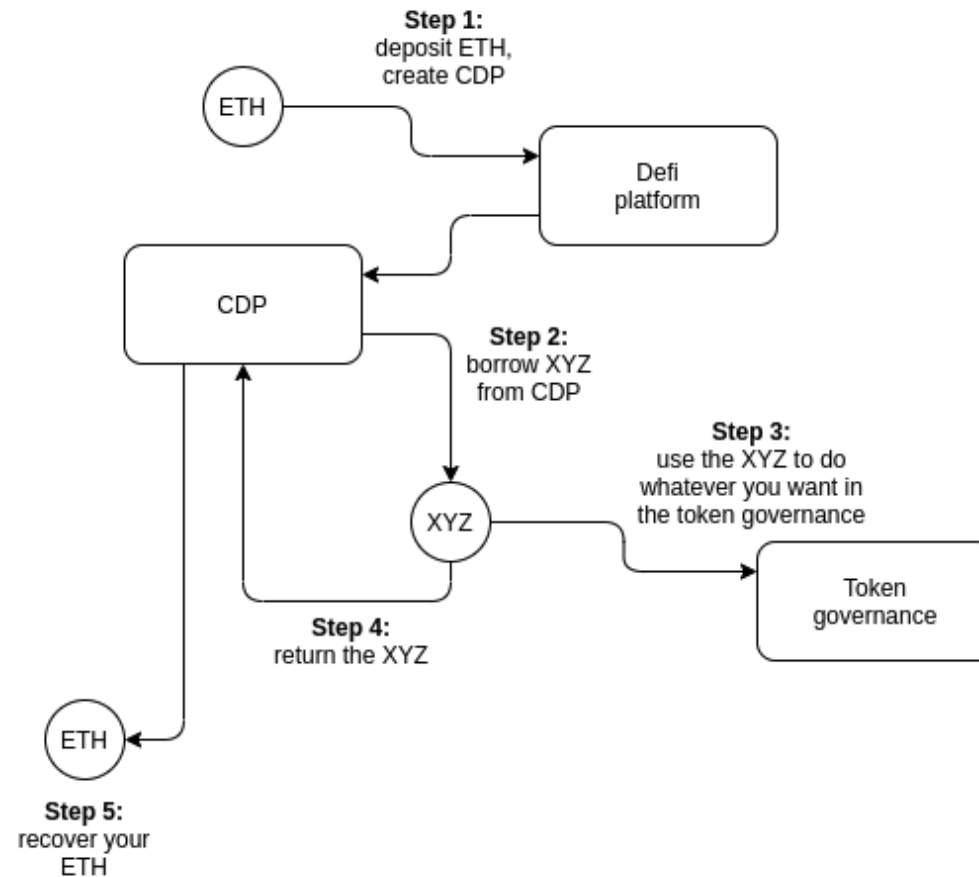 Step 1:
deposit ETH,
create CDP
ETH
Defi
platform
CDP
Step 2:
borrow XYZ
from CDP
Step 3:
use the XYZ to do
whatever you want in
the token governance
XYZ
Token
governance
Step 4:
return the XYZ
ETH
Step 5:
recover your
ETH